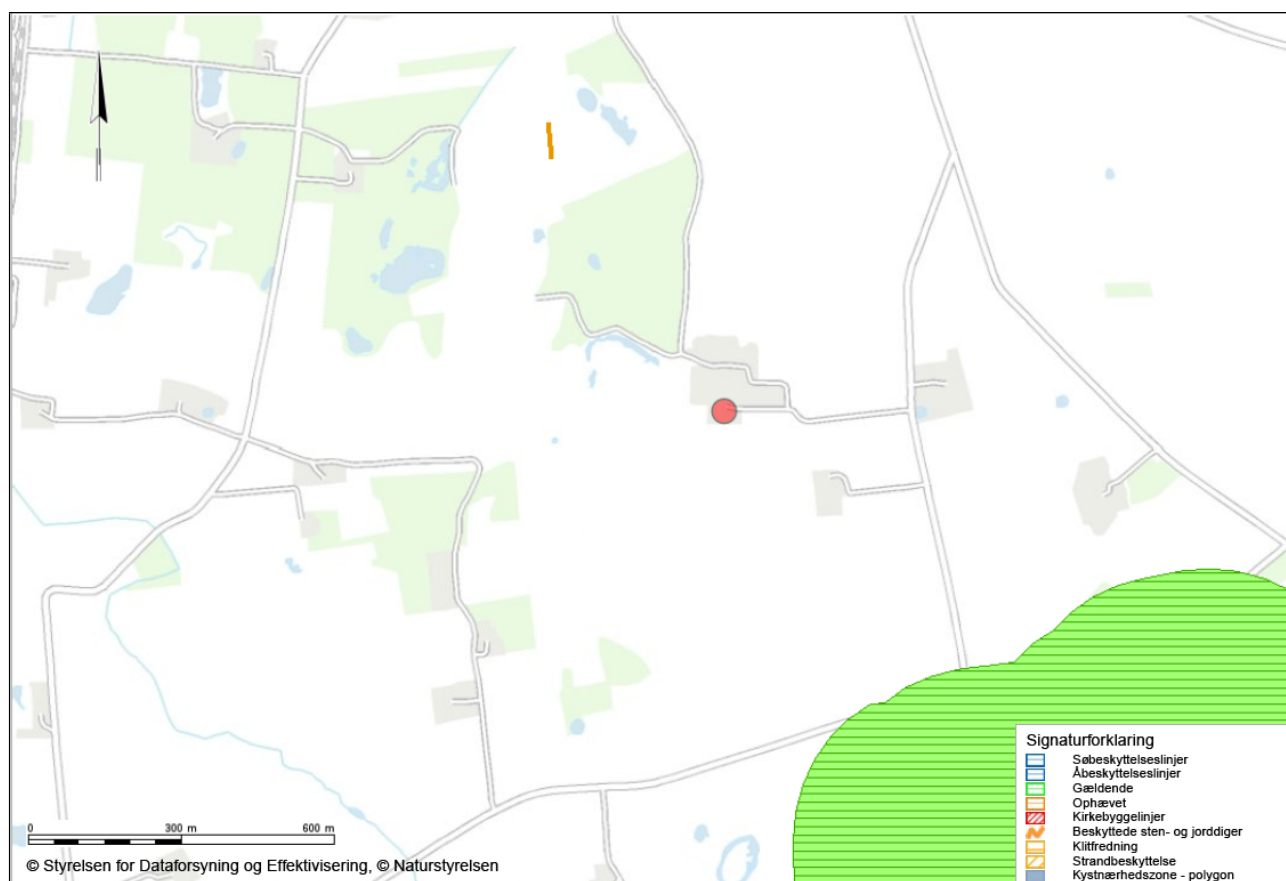 Signaturforklaring
Søbeskyttelseslinjer
Åbeskyttelseslinjer
Gældende
Ophævet
Kirkebyggelinjer
Beskyttede sten- og jorddiger
Klitfredning
Strandbeskyttelse
Kystnærhedszone - polygon
0 300 m 600 m
© Styrelsen for Dataforsyning og Effektivisering, © Naturstyrelsen